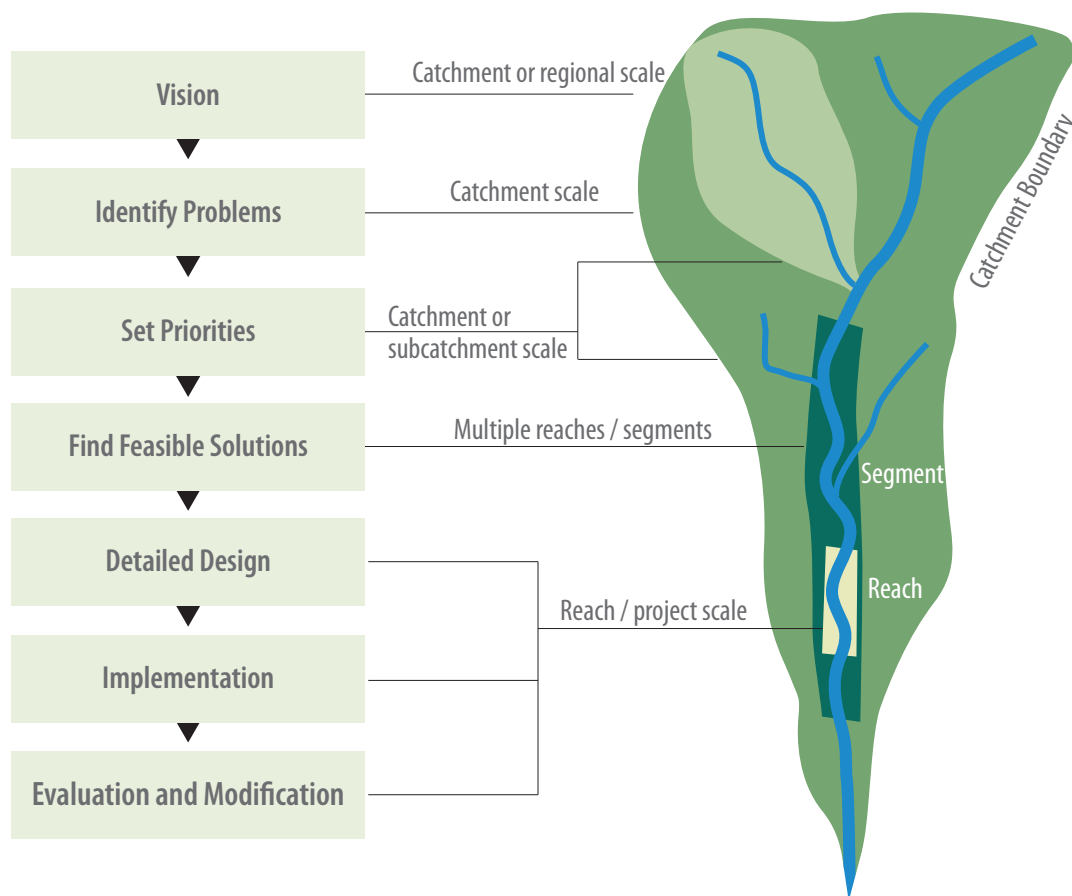 Vision
Catchment or regional scale
Identify Problems
Catchment scale
Set Priorities
Catchment or
subcatchment scale
Find Feasible Solutions
Multiple reaches / segments
Detailed Design
Reach / project scale
Implementation
Evaluation and Modification
Catchment Boundary
Segment
Reach